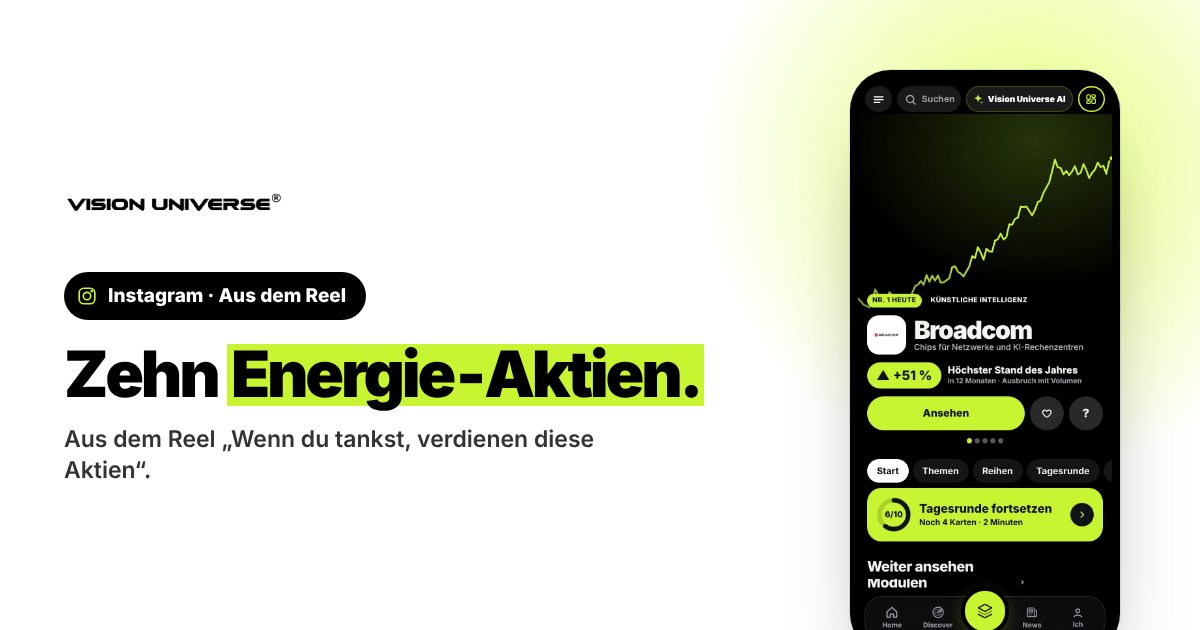 VISION UNIVERSE®
Instagram · Aus dem Reel
Zehn Energie-Aktien.
Aus dem Reel „Wenn du tankst, verdienen diese
Aktien“.
Suchen
Vision Universe AI
NR. 1 HEUTE
KÜNSTLICHE INTELLIGENZ
BROADCOM
Broadcom
Chips für Netzwerke und KI-Rechenzentren
▲ +51 %
Höchster Stand des Jahres
In 12 Monaten · Ausbruch mit Volumen
Ansehen
?
Start
Themen
Reihen
Tagesrunde
6/10
Tagesrunde fortsetzen
Noch 4 Karten · 2 Minuten
Weiter ansehen
Modulen
Home
Discover
News
Ich